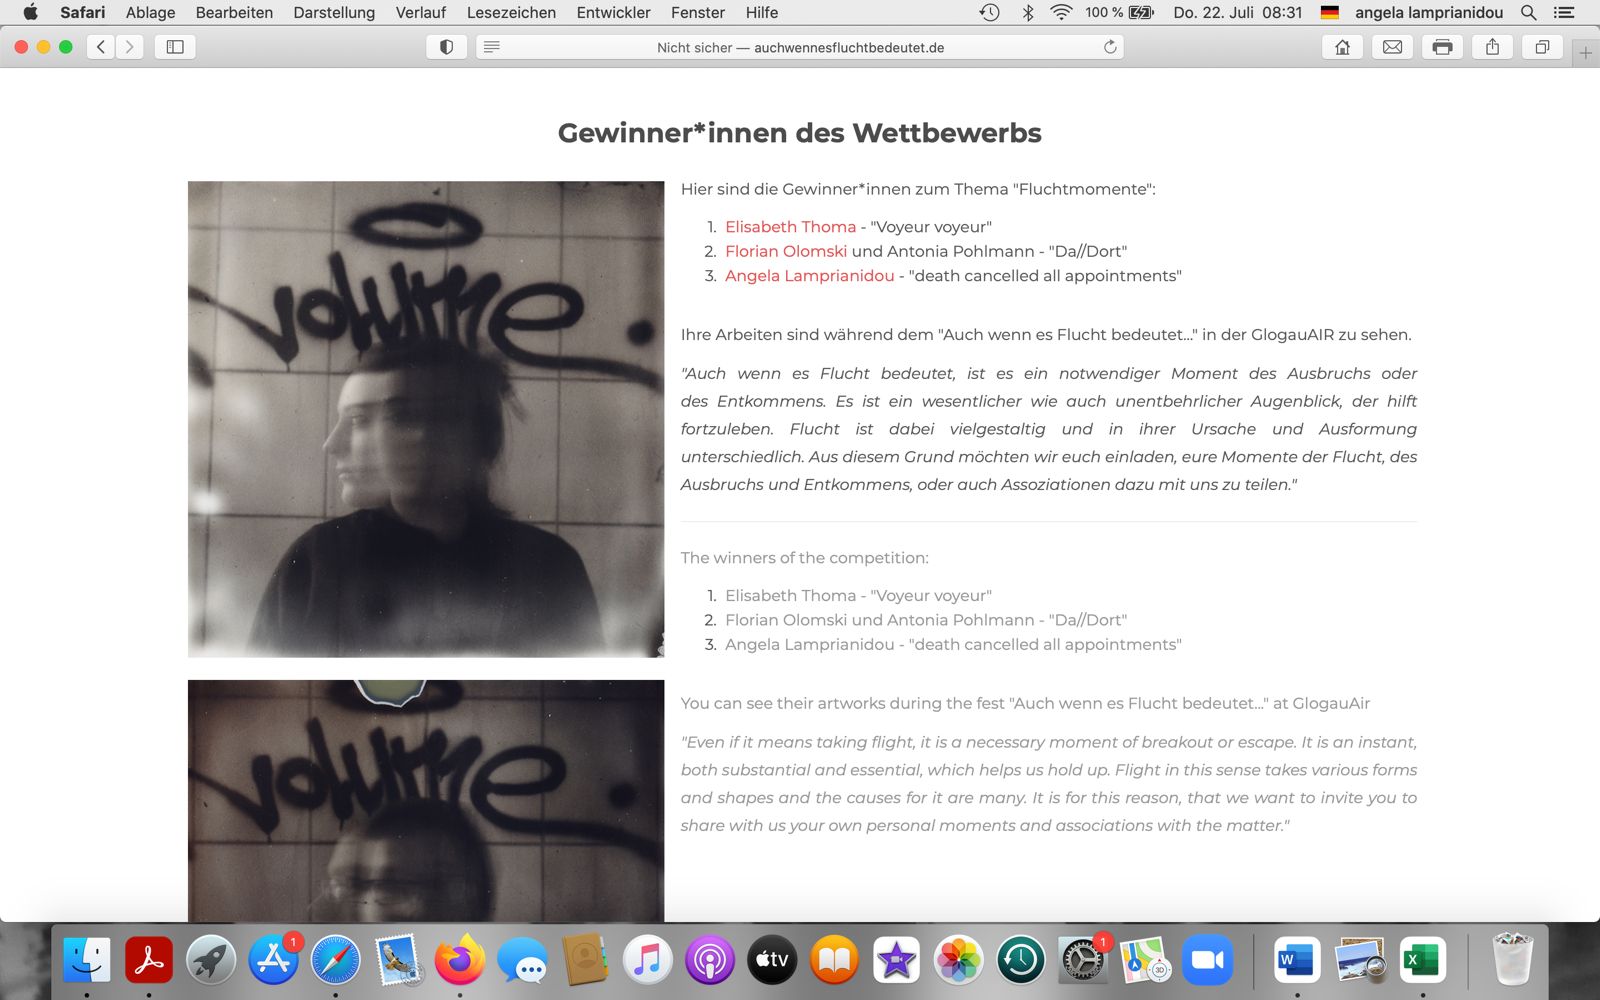 Safari Ablage Bearbeiten Darstellung Verlauf Lesezeichen Entwickler Fenster Hilfe 100 % Do. 22. Juli 08:31 angela lamprianidou
Nicht sicher — auchwennesfluchtbedeutet.de
Gewinner*innen des Wettbewerbs
volume
Hier sind die Gewinner*innen zum Thema "Fluchtmomente":
1. Elisabeth Thoma - "Voyeur voyeur"
2. Florian Olomski und Antonia Pohlmann - "Da//Dort"
3. Angela Lamprianidou - "death cancelled all appointments"
Ihre Arbeiten sind während dem "Auch wenn es Flucht bedeutet..." in der GlogauAIR zu sehen.
"Auch wenn es Flucht bedeutet, ist es ein notwendiger Moment des Ausbruchs oder
des Entkommens. Es ist ein wesentlicher wie auch unentbehrlicher Augenblick, der hilft
fortzuleben. Flucht ist dabei vielgestaltig und in ihrer Ursache und Ausformung
unterschiedlich. Aus diesem Grund möchten wir euch einladen, eure Momente der Flucht, des
Ausbruchs und Entkommens, oder auch Assoziationen dazu mit uns zu teilen."
The winners of the competition:
1. Elisabeth Thoma - "Voyeur voyeur"
2. Florian Olomski und Antonia Pohlmann - "Da//Dort"
3. Angela Lamprianidou - "death cancelled all appointments"
volume
You can see their artworks during the fest "Auch wenn es Flucht bedeutet..." at GlogauAir
"Even if it means taking flight, it is a necessary moment of breakout or escape. It is an instant,
both substantial and essential, which helps us hold up. Flight in this sense takes various forms
and shapes and the causes for it are many. It is for this reason, that we want to invite you to
share with us your own personal moments and associations with the matter."
1
tv
1
30
W
X